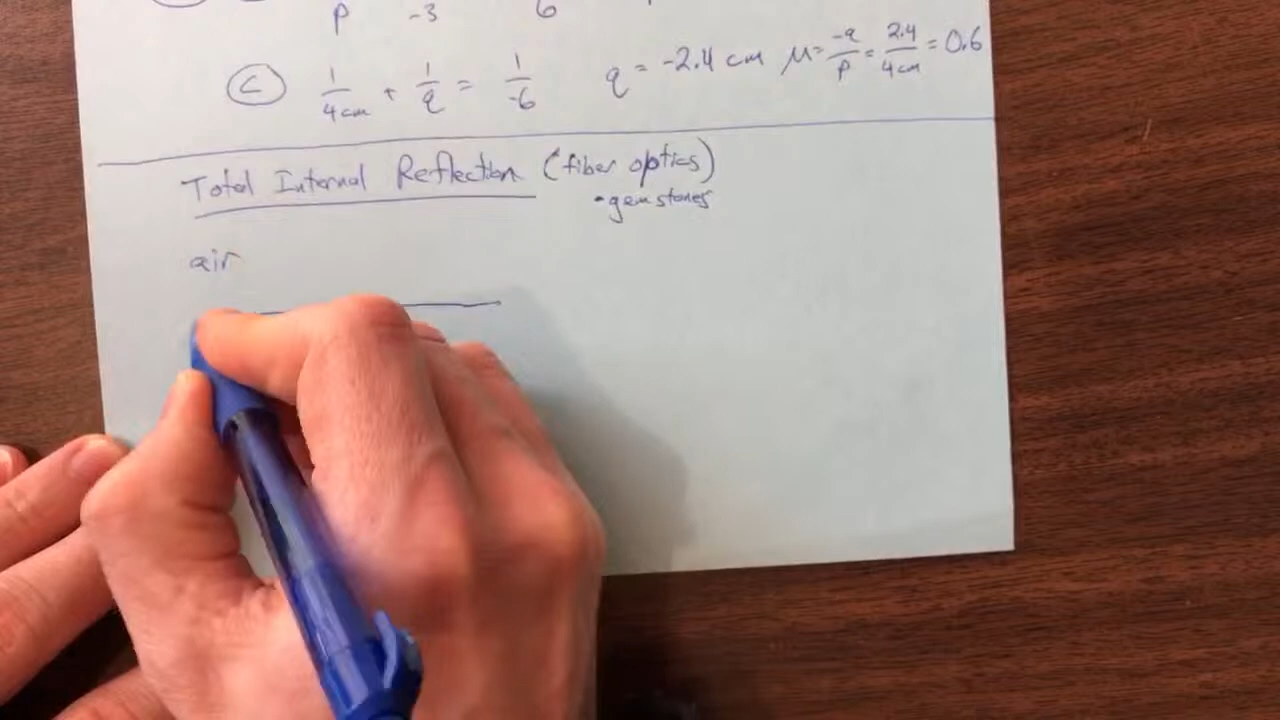 P -3 6
C 1/4cm + 1/q = 1/-6 q = -2.4 cm M = -q/P = 2.4/4cm = 0.6
Total Internal Reflection (fiber optics)
• gem stones
air